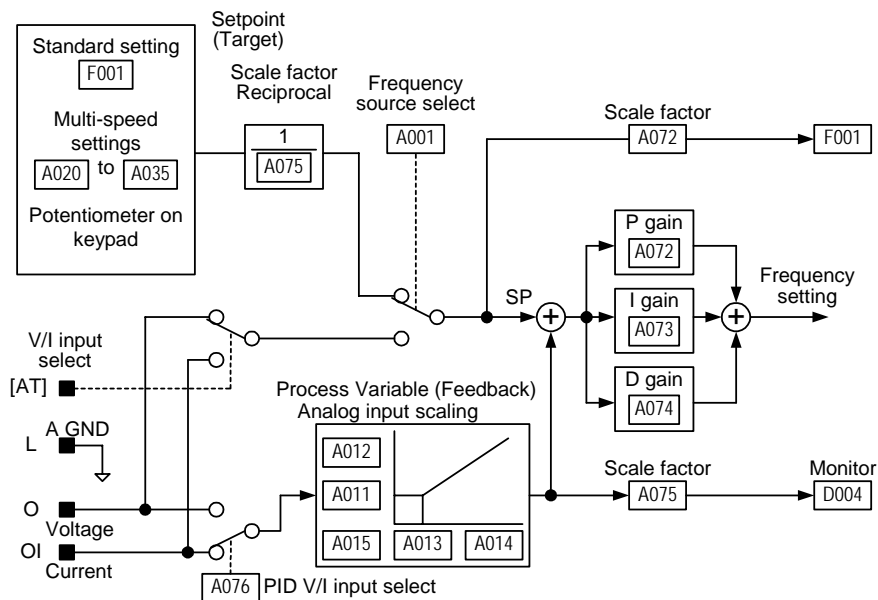 Standard setting
F001
Multi-speed
settings
A020 to A035
Potentiometer on
keypad
Setpoint
(Target)
Scale factor
Reciprocal
1
A075
Frequency
source select
A001
Scale factor
A072
F001
SP
+
P gain
A072
I gain
A073
D gain
A074
+
Frequency
setting
V/I input
select
[AT]
A GND
L
O
Voltage
OI
Current
Process Variable (Feedback)
Analog input scaling
A012
A011
A015
A013
A014
A076
PID V/I input select
Scale factor
A075
Monitor
D004